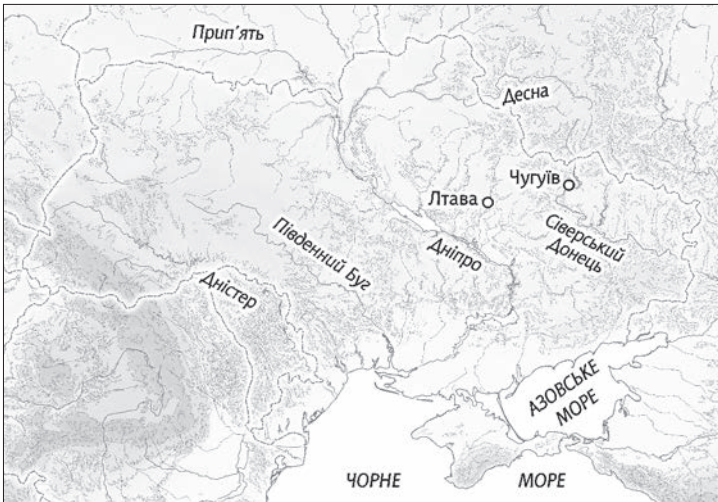 Прип'ять
Десна
Чугуїв
Лтава
Сіверський
Донець
Південний Буг
Дніпро
Дністер
АЗОВСЬКЕ
МОРЕ
ЧОРНЕ МОРЕ